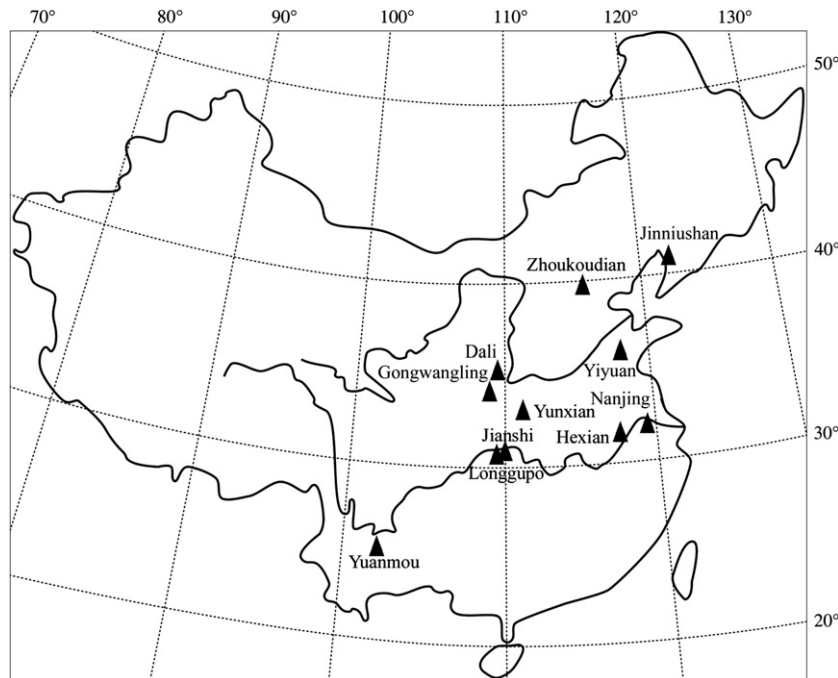 70°
80°
90°
100°
110°
120°
130°
50°
Jinniushan
40°
Zhoukoudian
Dali
Gongwangling
Yiyuan
Nanjing
Yunxian
Jianshi
Hexian
30°
Longgupo
Yuanmou
20°